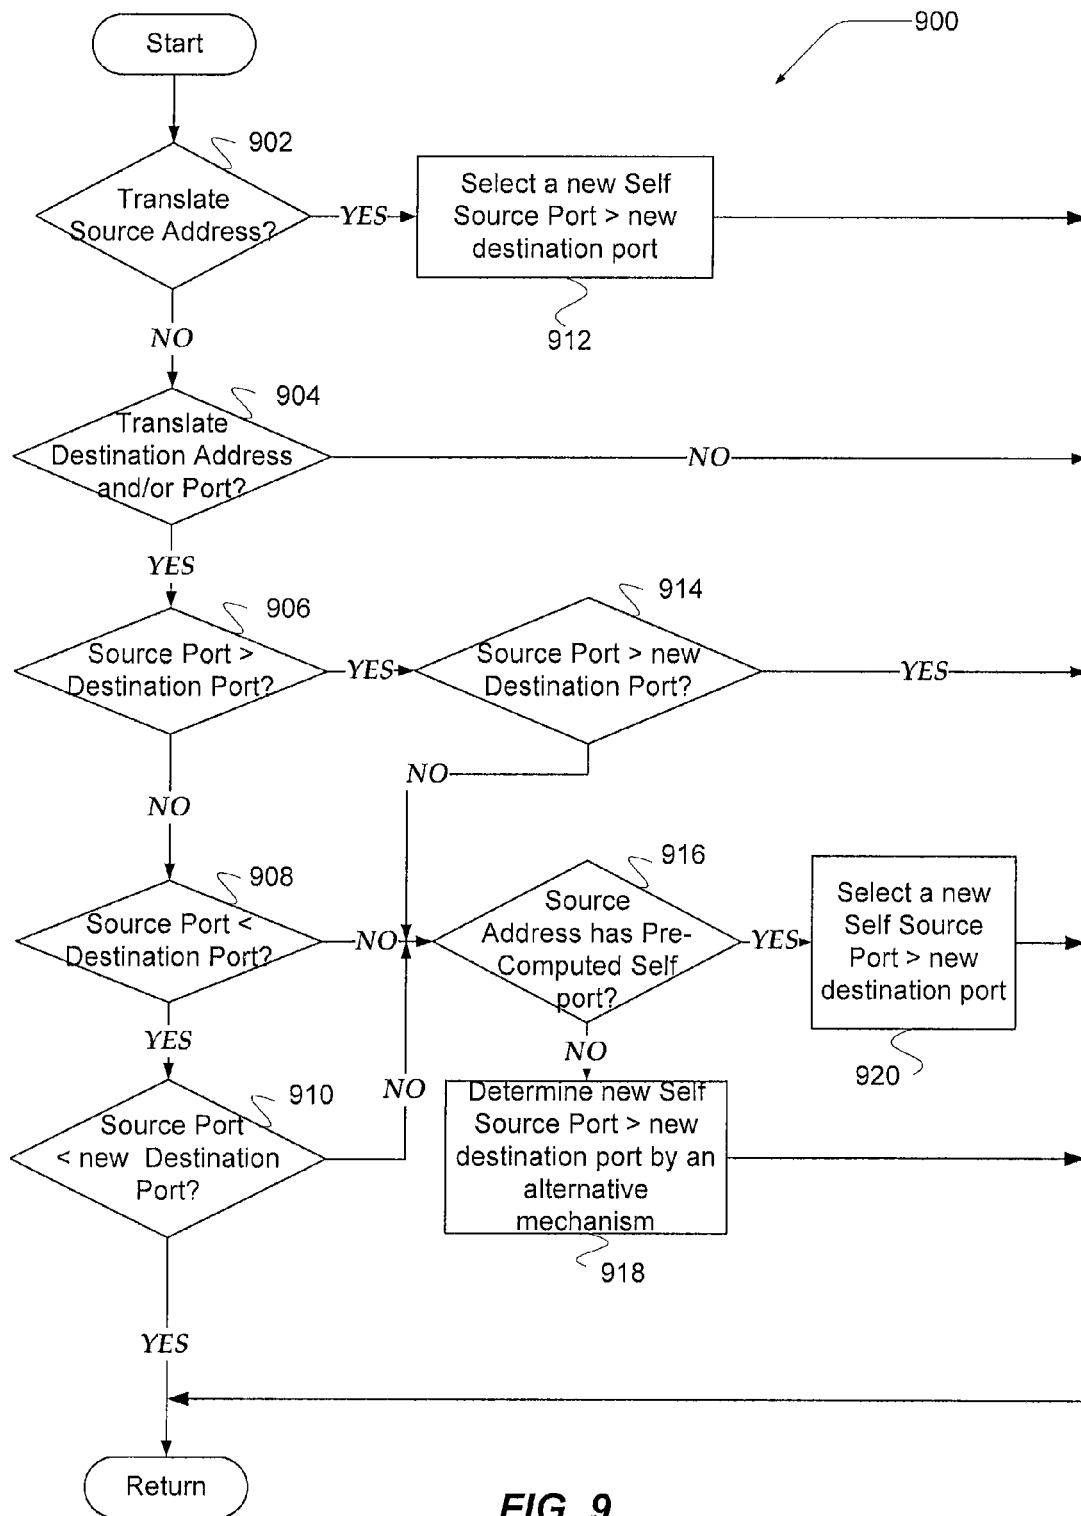 Start
900
902
Translate
Source Address?
YES
Select a new Self
Source Port > new
destination port
912
NO
904
Translate
Destination Address
and/or Port?
NO
YES
906
Source Port >
Destination Port?
YES
914
Source Port > new
Destination Port?
YES
NO
NO
908
Source Port <
Destination Port?
NO
916
Source
Address has Pre-
Computed Self
port?
YES
Select a new
Self Source
Port > new
destination port
920
YES
NO
910
Source Port
< new Destination
Port?
NO
Determine new Self
Source Port > new
destination port by an
alternative
mechanism
918
YES
Return
FIG. 9